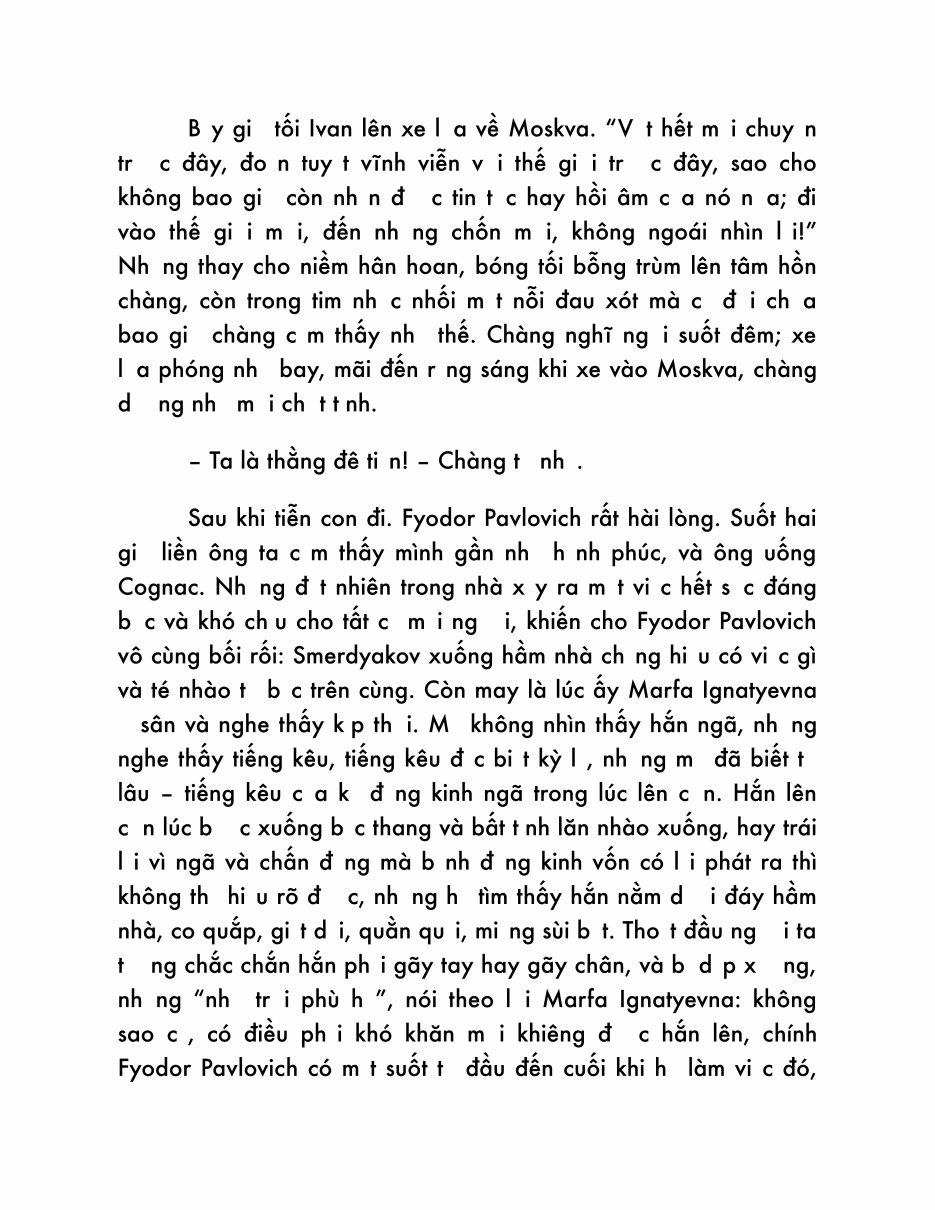 B y gi tối Ivan lên xe l a về Moskva. “V t hết m i chuy n
tr c đây, đo n tuy t vĩnh viễn v i thế gi i tr c đây, sao cho
không bao gi còn nh n đ c tin t c hay hồi âm c a nó n a; đi
vào thế gi i m i, đến nh ng chốn m i, không ngoái nhìn l i!”
Nh ng thay cho niềm hân hoan, bóng tối bỗng trùm lên tâm hồn
chàng, còn trong tim nh c nhối m t nỗi đau xót mà c đ i ch a
bao gi chàng c m thấy nh thế. Chàng nghĩ ng i suốt đêm; xe
l a phóng nh bay, mãi đến r ng sáng khi xe vào Moskva, chàng
d ng nh m i ch t t nh.
– Ta là thằng đê ti n! – Chàng t nh .
Sau khi tiễn con đi. Fyodor Pavlovich rất hài lòng. Suốt hai
gi liền ông ta c m thấy mình gần nh h nh phúc, và ông uống
Cognac. Nh ng đ t nhiên trong nhà x y ra m t vi c hết s c đáng
b c và khó ch u cho tất c m i ng i, khiến cho Fyodor Pavlovich
vô cùng bối rối: Smerdyakov xuống hầm nhà ch ng hi u có vi c gì
và té nhào t b c trên cùng. Còn may là lúc ấy Marfa Ignatyevna
sân và nghe thấy k p th i. M không nhìn thấy hắn ngã, nh ng
nghe thấy tiếng kêu, tiếng kêu đ c bi t kỳ l , nh ng m đã biết t
lâu – tiếng kêu c a k đ ng kinh ngã trong lúc lên c n. Hắn lên
c n lúc b c xuống b c thang và bất t nh lăn nhào xuống, hay trái
l i vì ngã và chấn đ ng mà b nh đ ng kinh vốn có l i phát ra thì
không th hi u rõ đ c, nh ng h tìm thấy hắn nằm d i đáy hầm
nhà, co quắp, gi t d i, quằn qu i, mi ng sùi b t. Tho t đầu ng i ta
t ng chắc chắn hắn ph i gãy tay hay gãy chân, và b d p x ng,
nh ng “nh tr i phù h ”, nói theo l i Marfa Ignatyevna: không
sao c , có điều ph i khó khăn m i khiêng đ c hắn lên, chính
Fyodor Pavlovich có m t suốt t đầu đến cuối khi h làm vi c đó,